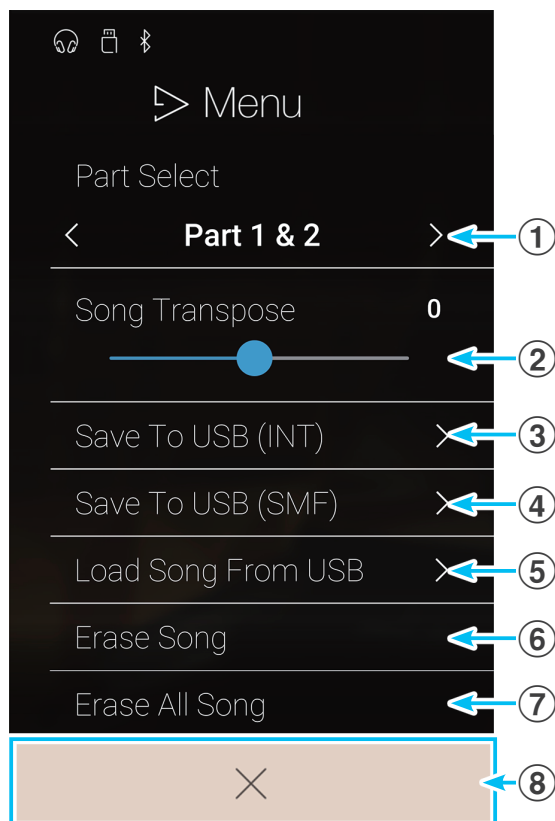 Menu
Part Select
Part 1 & 2
1
Song Transpose 0
2
Save To USB (INT)
3
Save To USB (SMF)
4
Load Song From USB
5
Erase Song
6
Erase All Song
7
8